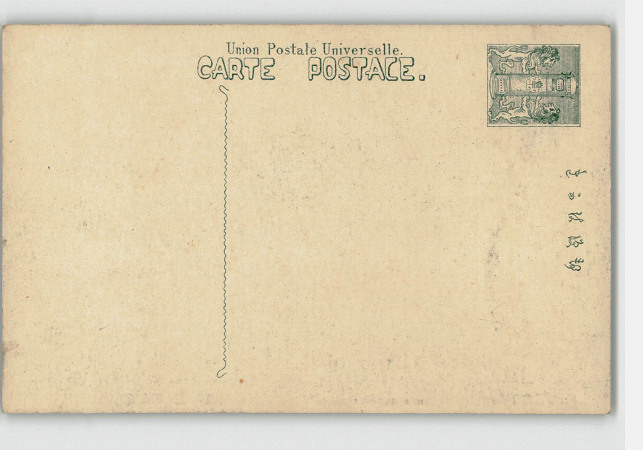 Union Postale Universelle.
CARTE POSTALE.